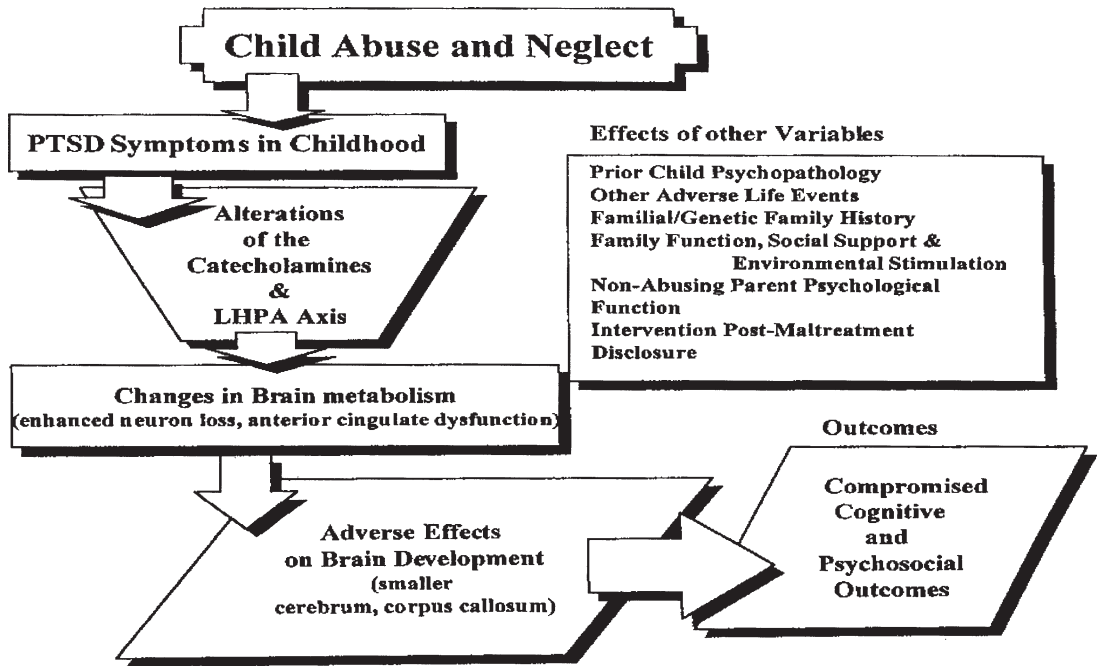 Child Abuse and Neglect
PTSD Symptoms in Childhood
Alterations
of the
Catecholamines
&
LHPA Axis
Changes in Brain metabolism
(enhanced neuron loss, anterior cingulate dysfunction)
Adverse Effects
on Brain Development
(smaller
cerebrum, corpus callosum)
Effects of other Variables
Prior Child Psychopathology
Other Adverse Life Events
Familial/Genetic Family History
Family Function, Social Support &
Environmental Stimulation
Non-Abusing Parent Psychological
Function
Intervention Post-Maltreatment
Disclosure
Outcomes
Compromised
Cognitive
and
Psychosocial
Outcomes